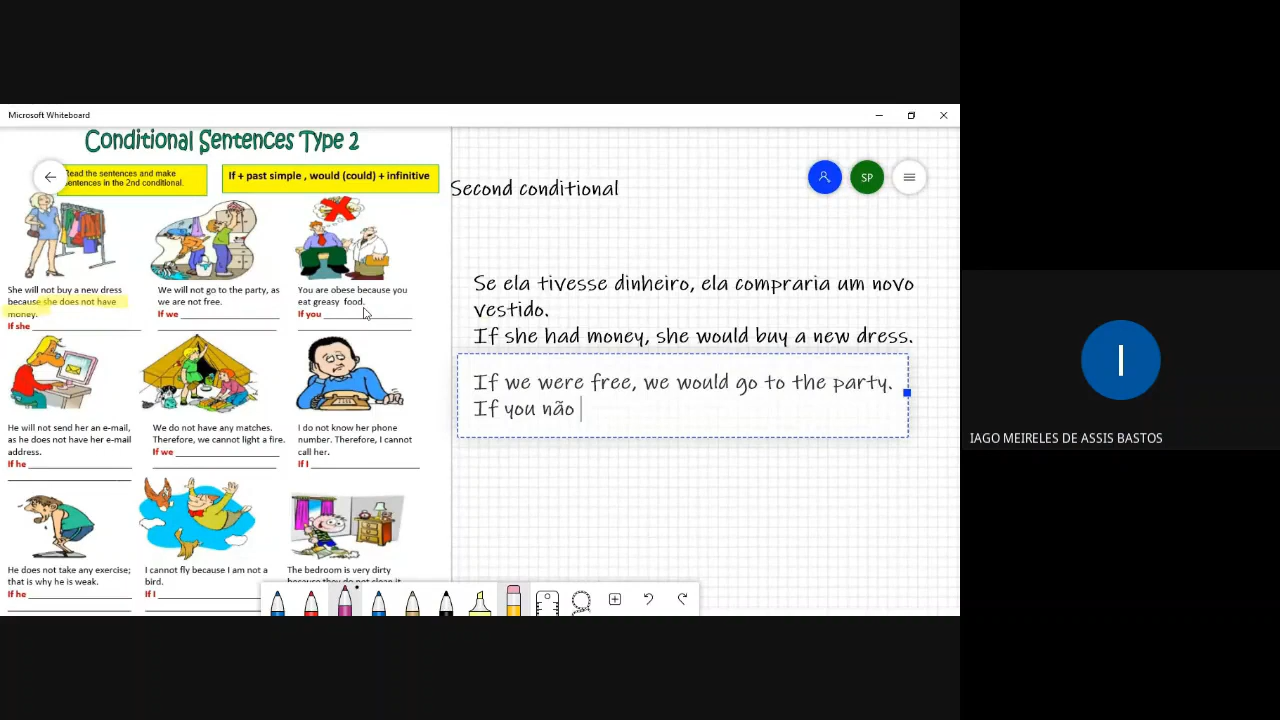 Microsoft Whiteboard
Conditional Sentences Type 2
Read the sentences and make
sentences in the 2nd conditional.
If + past simple , would (could) + infinitive
She will not buy a new dress
because she does not have
money.
If she
We will not go to the party, as
we are not free.
If we
You are obese because you
eat greasy food.
If you
He will not send her an e-mail,
as he does not have her e-mail
address.
If he
We do not have any matches.
Therefore, we cannot light a fire.
If we
I do not know her phone
number. Therefore, I cannot
call her.
If I
He does not take any exercise;
that is why he is weak.
If he
I cannot fly because I am not a
bird.
If I
The bedroom is very dirty
because they do not clean it
Second conditional
SP
Se ela tivesse dinheiro, ela compraria um novo
vestido.
If she had money, she would buy a new dress.
If we were free, we would go to the party.
If you não
I
IAGO MEIRELES DE ASSIS BASTOS